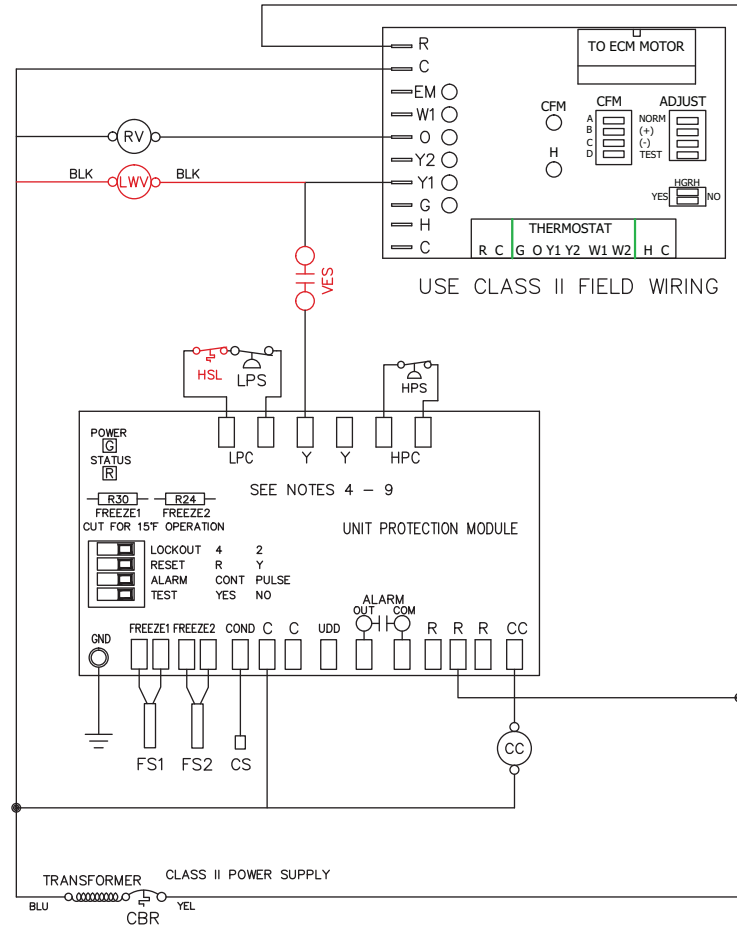 R
TO ECM MOTOR
C
EM
W1
CFM
CFM
ADJUST
A
NORM
B
(+)
C
(-)
D
TEST
RV
O
H
Y2
BLK
LWV
BLK
Y1
HGRH
YES
NO
G
H
THERMOSTAT
C
R C G O Y1 Y2 W1 W2 H C
VES
USE CLASS II FIELD WIRING
HSL
LPS
HPS
POWER
G
STATUS
R
LPC
Y
Y
HPC
SEE NOTES 4 - 9
R30
R24
FREEZE1
FREEZE2
CUT FOR 15°F OPERATION
UNIT PROTECTION MODULE
LOCKOUT 4 2
RESET R Y
ALARM CONT PULSE
TEST YES NO
ALARM
OUT
COM
GND
FREEZE1
FREEZE2
COND
C
C
UDD
R
R
R
CC
FS1
FS2
CS
CC
TRANSFORMER
CLASS II POWER SUPPLY
BLU
YEL
CBR